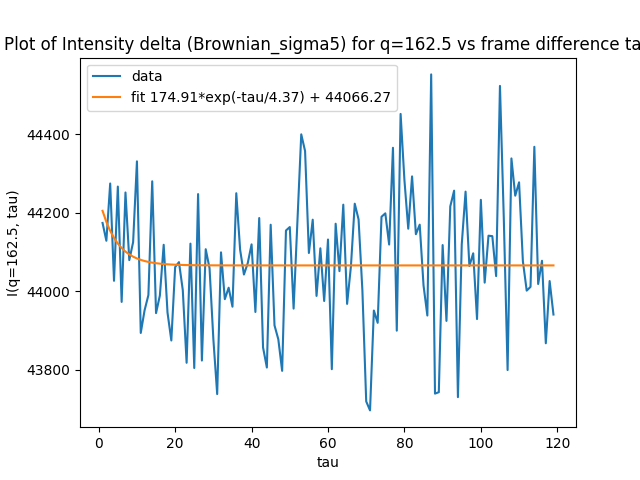 Plot of Intensity delta (Brownian_sigma5) for q=162.5 vs frame difference ta
data
fit 174.91*exp(-tau/4.37) + 44066.27
44400
44200
44000
43800
I(q=162.5, tau)
0
20
40
60
80
100
120
tau